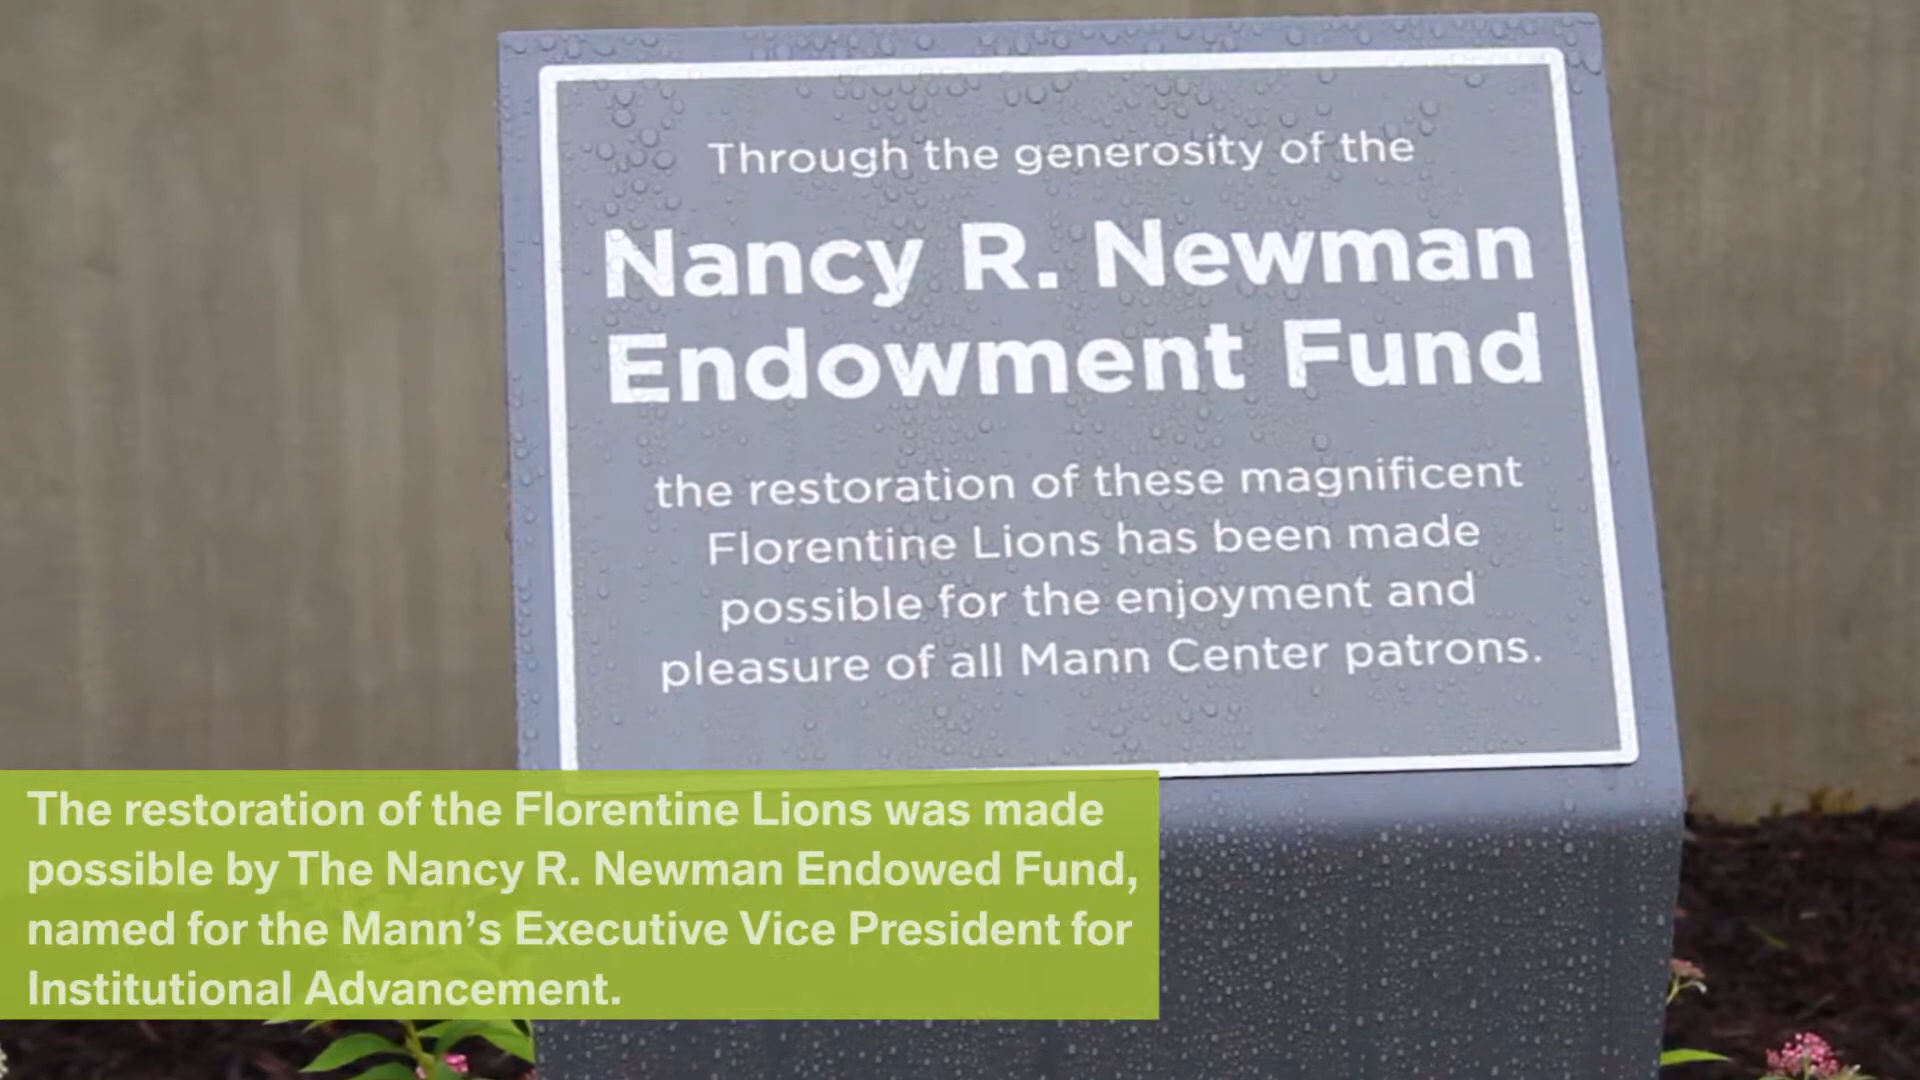 Through the generosity of the
Nancy R. Newman
Endowment Fund
the restoration of these magnificent
Florentine Lions has been made
possible for the enjoyment and
pleasure of all Mann Center patrons.
The restoration of the Florentine Lions was made
possible by The Nancy R. Newman Endowed Fund,
named for the Mann’s Executive Vice President for
Institutional Advancement.